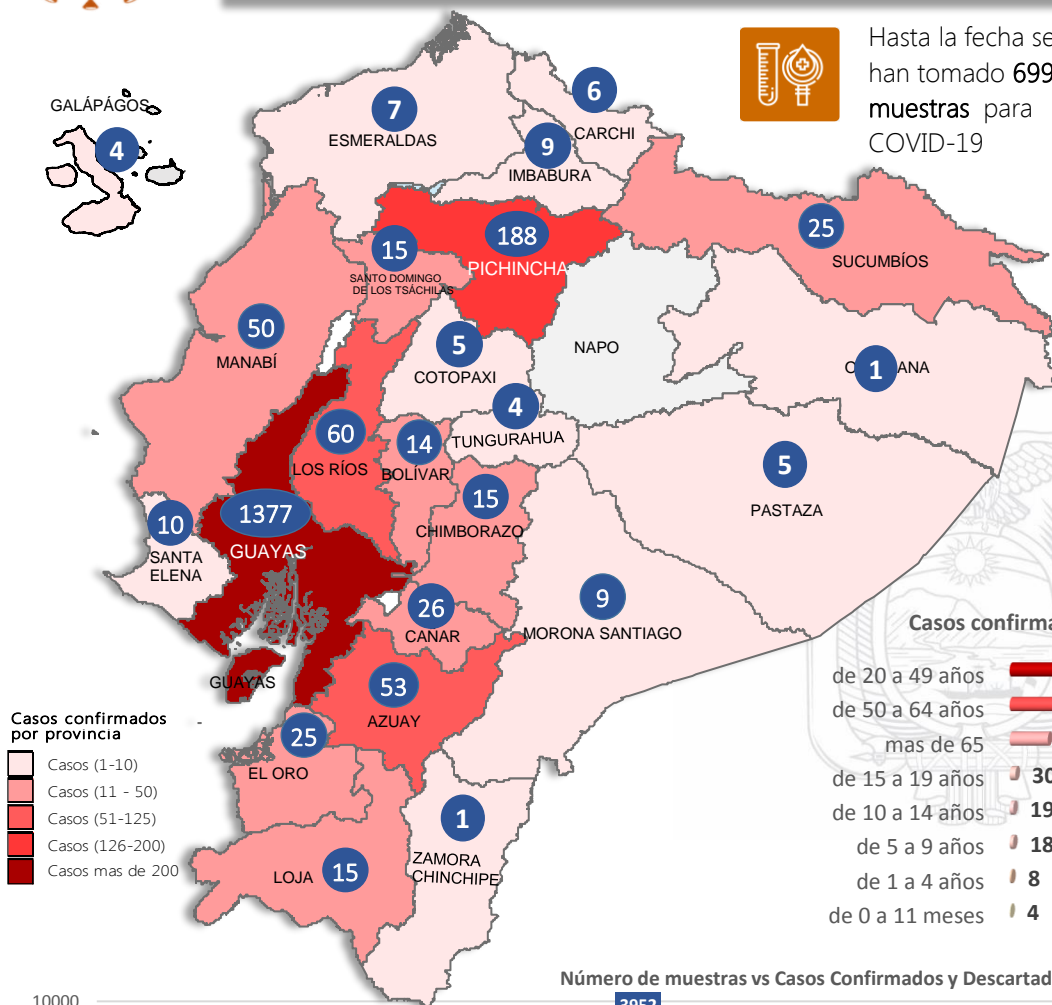 Hasta la fecha se
han tomado 699
muestras para
COVID-19
GALÁPAGOS
4
7
ESMERALDAS
6
CARCHI
9
IMBABURA
25
SUCUMBÍOS
188
PICHINCHA
15
SANTO DOMINGO
DE LOS TSÁCHILAS
50
MANABÍ
5
COTOPAXI
NAPO
1
4
TUNGURAHUA
60
LOS RÍOS
14
BOLÍVAR
5
PASTAZA
15
CHIMBORAZO
1377
GUAYAS
10
SANTA
ELENA
26
CANAR
9
MORONA SANTIAGO
GUAYAS
53
AZUAY
25
EL ORO
1
ZAMORA
CHINCHIPE
LOJA 15
Casos confirmados
por provincia
Casos (1-10)
Casos (11 - 50)
Casos (51-125)
Casos (126-200)
Casos mas de 200
Casos confirma
de 20 a 49 años
de 50 a 64 años
mas de 65
de 15 a 19 años 30
de 10 a 14 años 19
de 5 a 9 años 18
de 1 a 4 años 8
de 0 a 11 meses 4
Número de muestras vs Casos Confirmados y Descartad
10000
3952